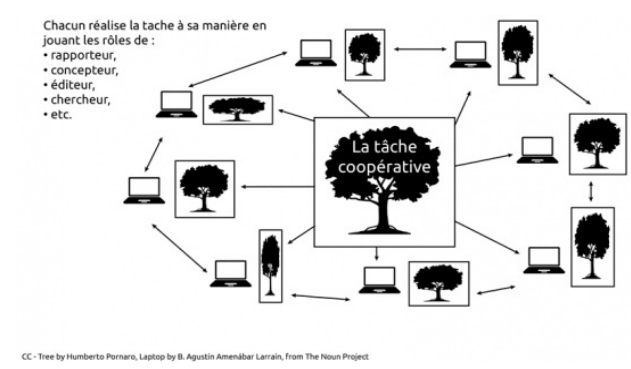 Chacun réalise la tache à sa manière en
jouant les rôles de :
• rapporteur,
• concepteur,
• éditeur,
• chercheur,
• etc.
La tâche
coopérative
CC - Tree by Humberto Pornaro, Laptop by B. Agustín Amenábar Larraín, from The Noun Project